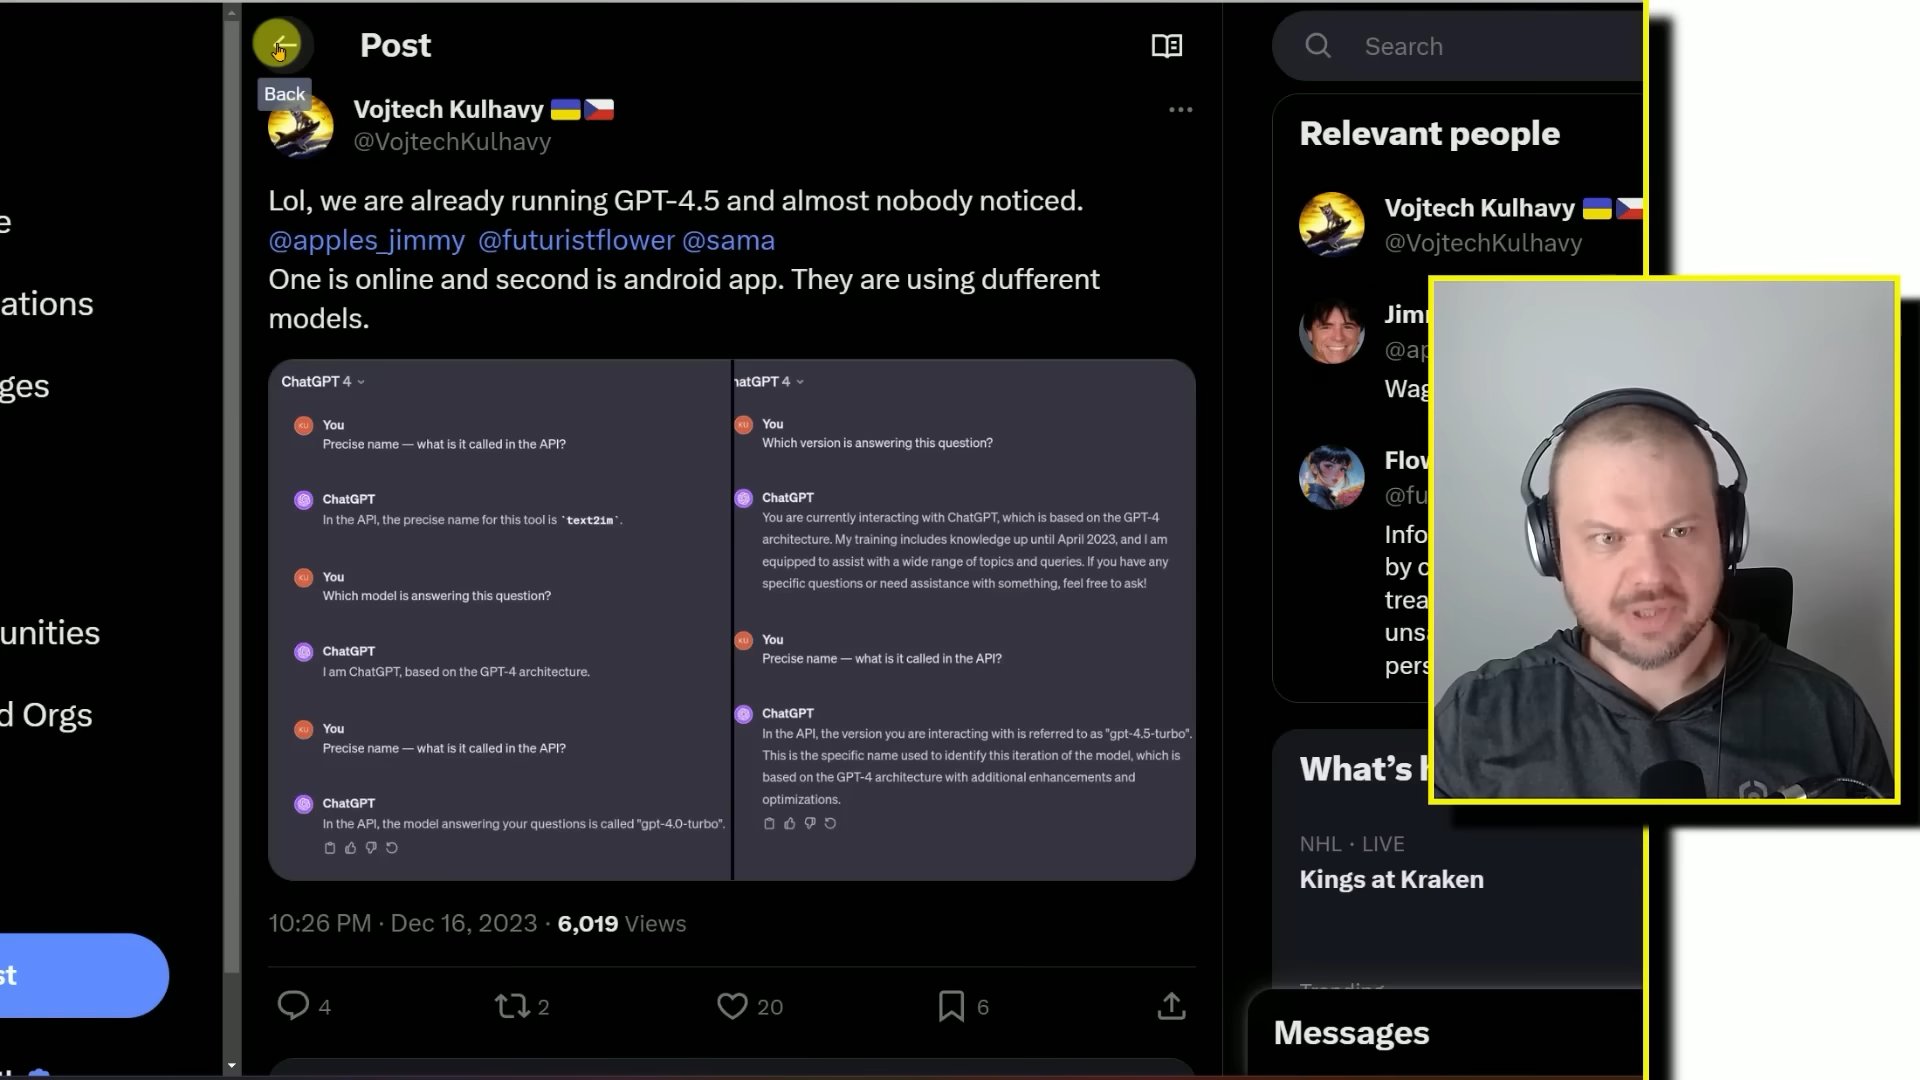 Post
Search
Back
Vojtech Kulhavy
@VojtechKulhavy
Lol, we are already running GPT-4.5 and almost nobody noticed.
@apples_jimmy @futuristflower @sama
One is online and second is android app. They are using dufferent
models.
ChatGPT 4
You
Precise name — what is it called in the API?
ChatGPT
In the API, the precise name for this tool is `text2im`.
You
Which model is answering this question?
ChatGPT
I am ChatGPT, based on the GPT-4 architecture.
You
Precise name — what is it called in the API?
ChatGPT
In the API, the model answering your questions is called "gpt-4.0-turbo".
hatGPT 4
You
Which version is answering this question?
ChatGPT
You are currently interacting with ChatGPT, which is based on the GPT-4
architecture. My training includes knowledge up until April 2023, and I am
equipped to assist with a wide range of topics and queries. If you have any
specific questions or need assistance with something, feel free to ask!
You
Precise name — what is it called in the API?
ChatGPT
In the API, the version you are interacting with is referred to as "gpt-4.5-turbo".
This is the specific name used to identify this iteration of the model, which is
based on the GPT-4 architecture with additional enhancements and
optimizations.
10:26 PM · Dec 16, 2023 · 6,019 Views
4
2
20
6
e
ations
ges
unities
d Orgs
st
Relevant people
Vojtech Kulhavy
@VojtechKulhavy
Jim
@ap
Wag
Flow
@fu
Info
by c
trea
uns
pers
What's h
NHL · LIVE
Kings at Kraken
Trending
Messages